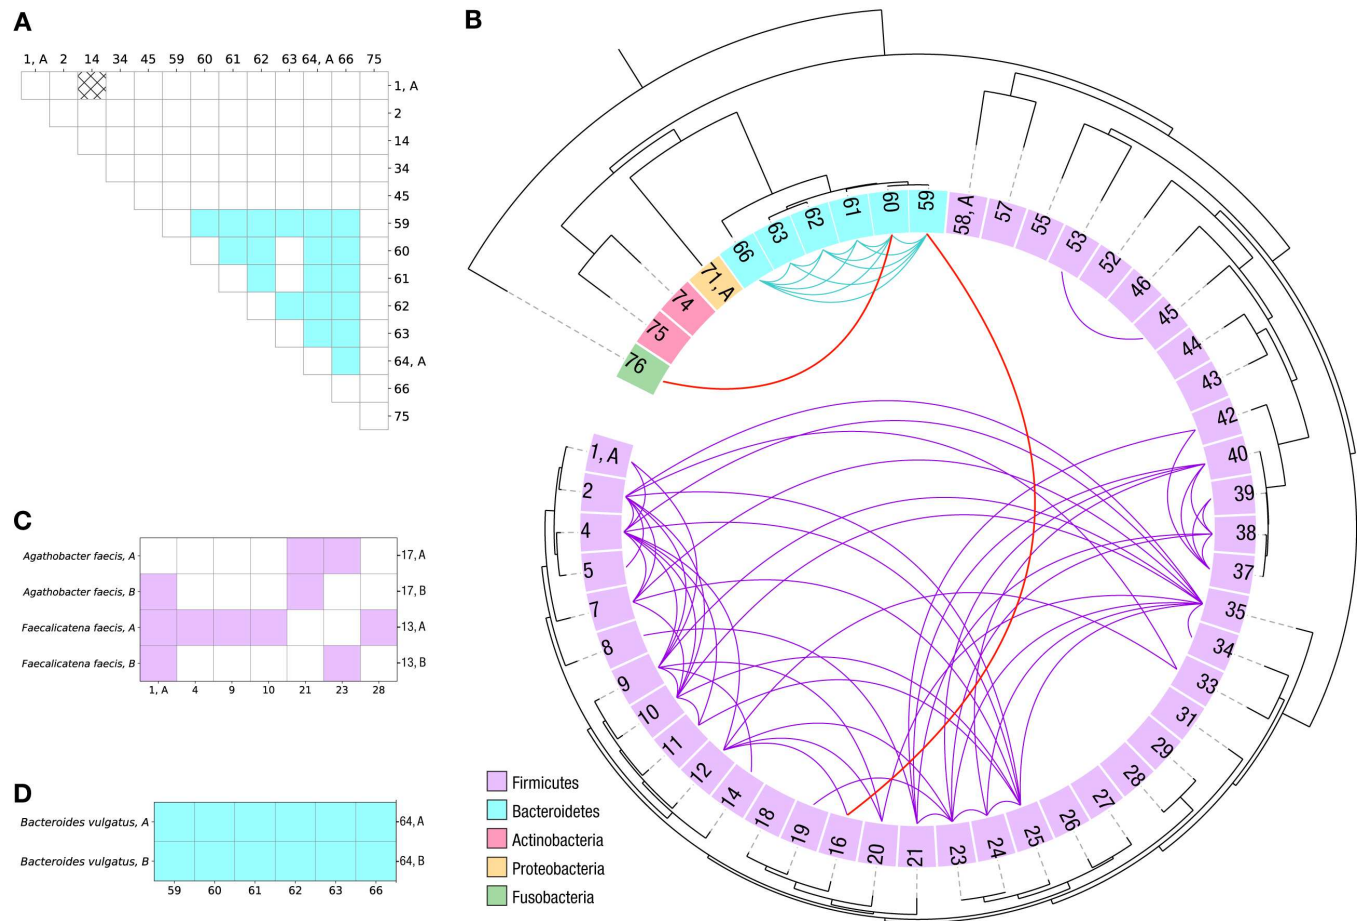 A
1, A 2 14 34 45 59 60 61 62 63 64, A 66 75
1, A
2
14
34
45
59
60
61
62
63
64, A
66
75
B
76
75
74
71, A
66
63
62
61
60
59
58, A
57
55
53
52
46
45
44
43
42
40
39
38
37
35
34
33
31
29
28
27
26
25
24
23
21
20
16
19
18
14
12
11
10
9
8
7
5
4
2
1, A
C
Agathobacter faecis, A 17, A
Agathobacter faecis, B 17, B
Faecalicatena faecis, A 13, A
Faecalicatena faecis, B 13, B
1, A 4 9 10 21 23 28
D
Bacteroides vulgatus, A 64, A
Bacteroides vulgatus, B 64, B
59 60 61 62 63 66
Firmicutes
Bacteroidetes
Actinobacteria
Proteobacteria
Fusobacteria